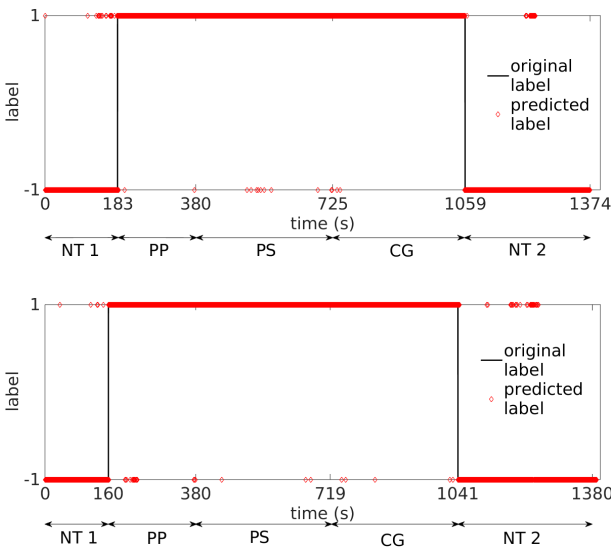 1
label
-1
original
label
predicted
label
0 183 380 725 1059 1374
time (s)
NT 1 PP PS CG NT 2
1
label
-1
original
label
predicted
label
0 160 380 719 1041 1380
time (s)
NT 1 PP PS CG NT 2